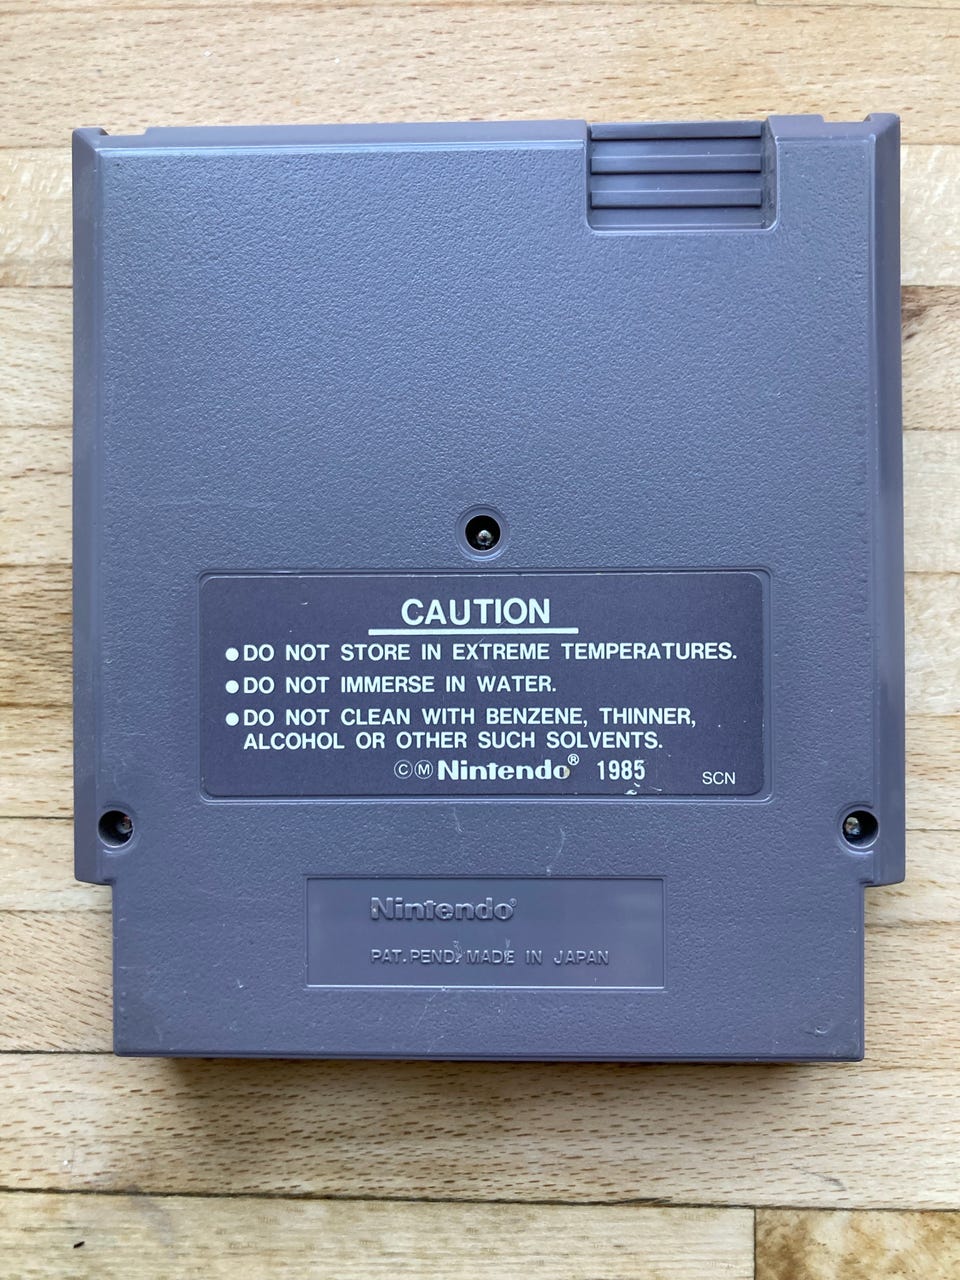 CAUTION
●DO NOT STORE IN EXTREME TEMPERATURES.
●DO NOT IMMERSE IN WATER.
●DO NOT CLEAN WITH BENZENE, THINNER,
ALCOHOL OR OTHER SUCH SOLVENTS.
ⒸⓂNintendo® 1985
SCN
Nintendo®
PAT. PEND. MADE IN JAPAN